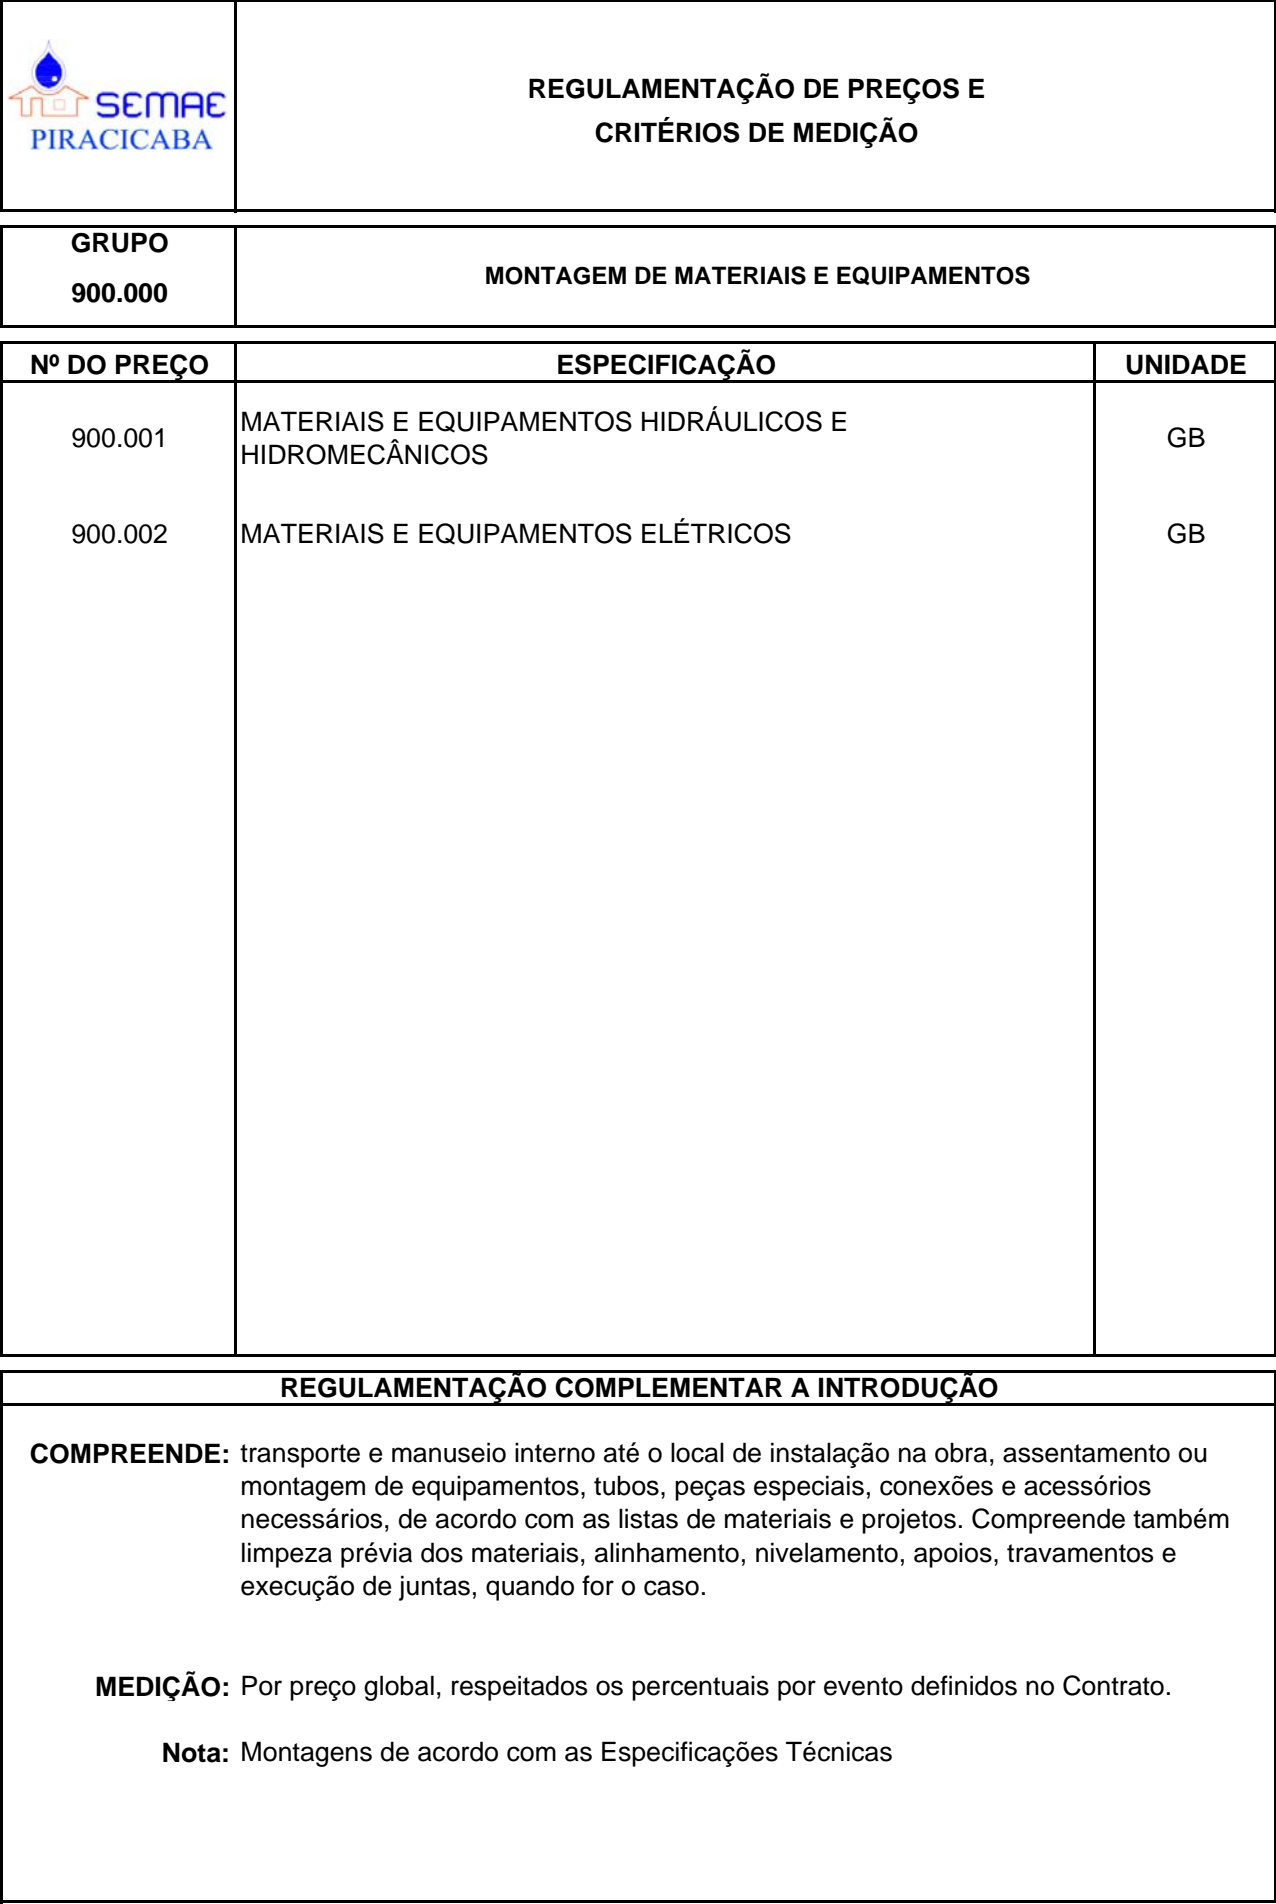 SEMAE
PIRACICABA
REGULAMENTAÇÃO DE PREÇOS E
CRITÉRIOS DE MEDIÇÃO
GRUPO
900.000
MONTAGEM DE MATERIAIS E EQUIPAMENTOS
Nº DO PREÇO ESPECIFICAÇÃO UNIDADE
900.001 MATERIAIS E EQUIPAMENTOS HIDRÁULICOS E
HIDROMECÂNICOS GB
900.002 MATERIAIS E EQUIPAMENTOS ELÉTRICOS GB
REGULAMENTAÇÃO COMPLEMENTAR A INTRODUÇÃO
COMPREENDE: transporte e manuseio interno até o local de instalação na obra, assentamento ou
montagem de equipamentos, tubos, peças especiais, conexões e acessórios
necessários, de acordo com as listas de materiais e projetos. Compreende também
limpeza prévia dos materiais, alinhamento, nivelamento, apoios, travamentos e
execução de juntas, quando for o caso.
MEDIÇÃO: Por preço global, respeitados os percentuais por evento definidos no Contrato.
Nota: Montagens de acordo com as Especificações Técnicas